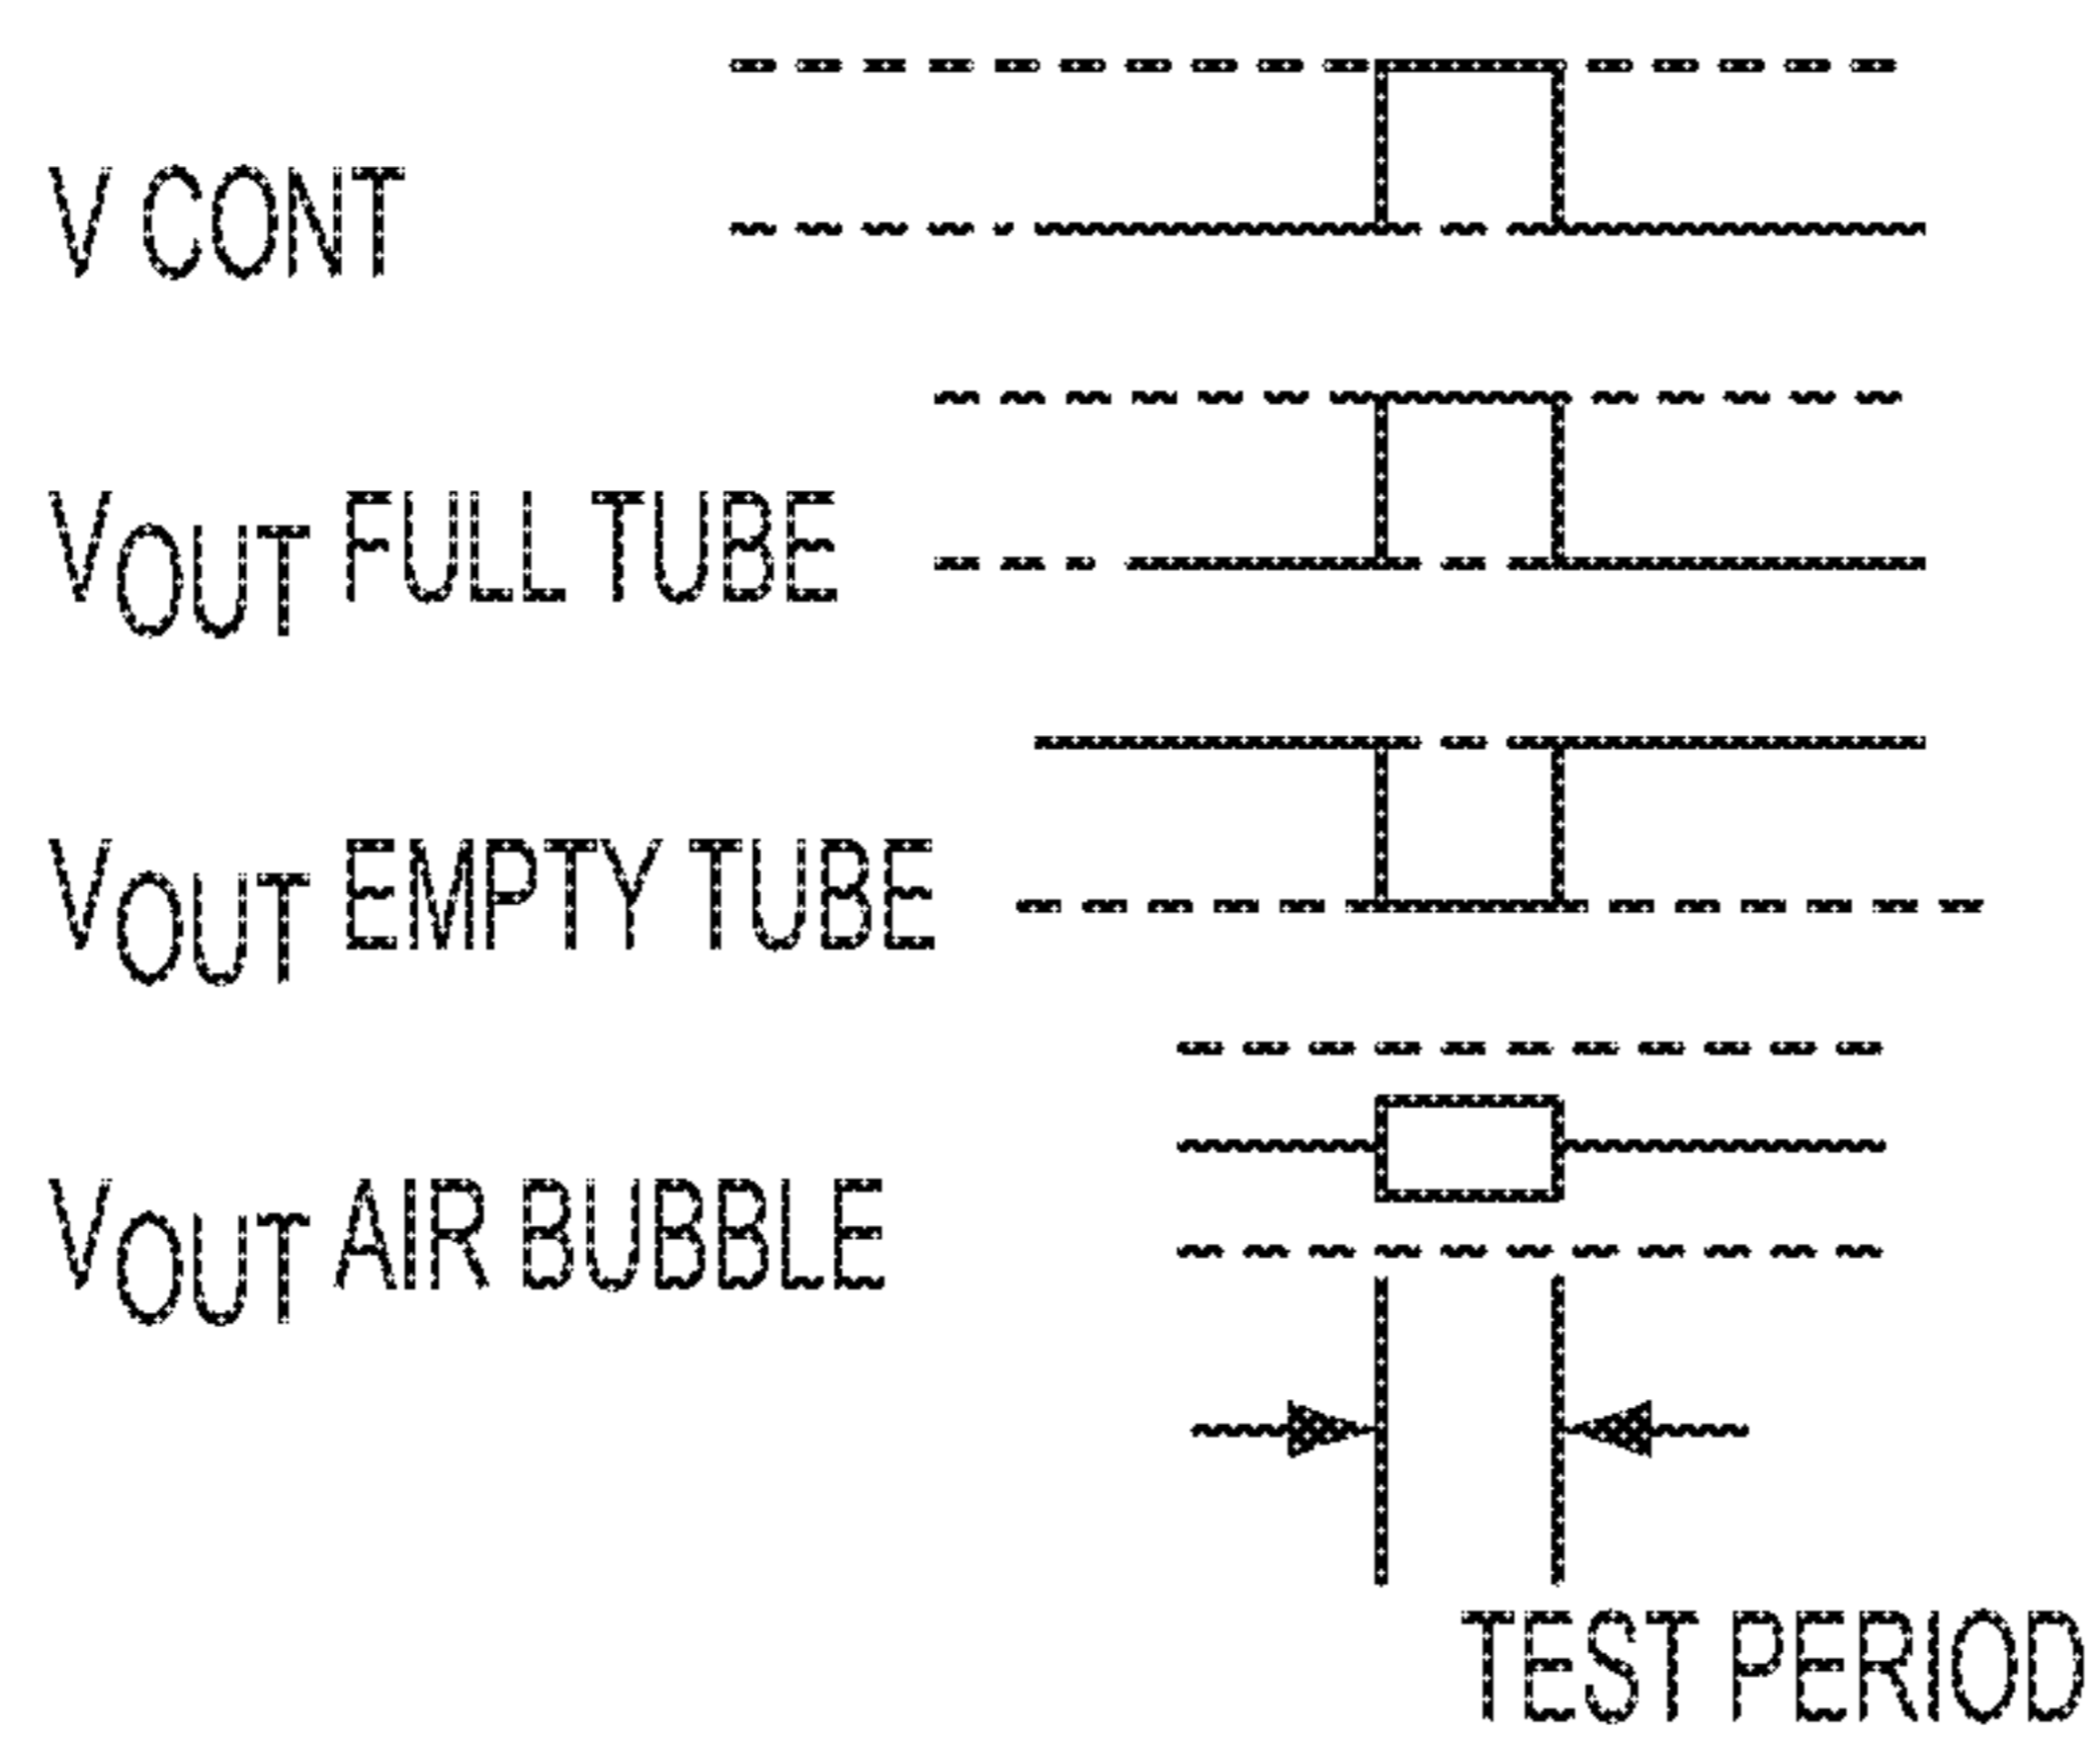 V CONT
VOUT FULL TUBE
VOUT EMPTY TUBE
VOUT AIR BUBBLE
TEST PERIOD